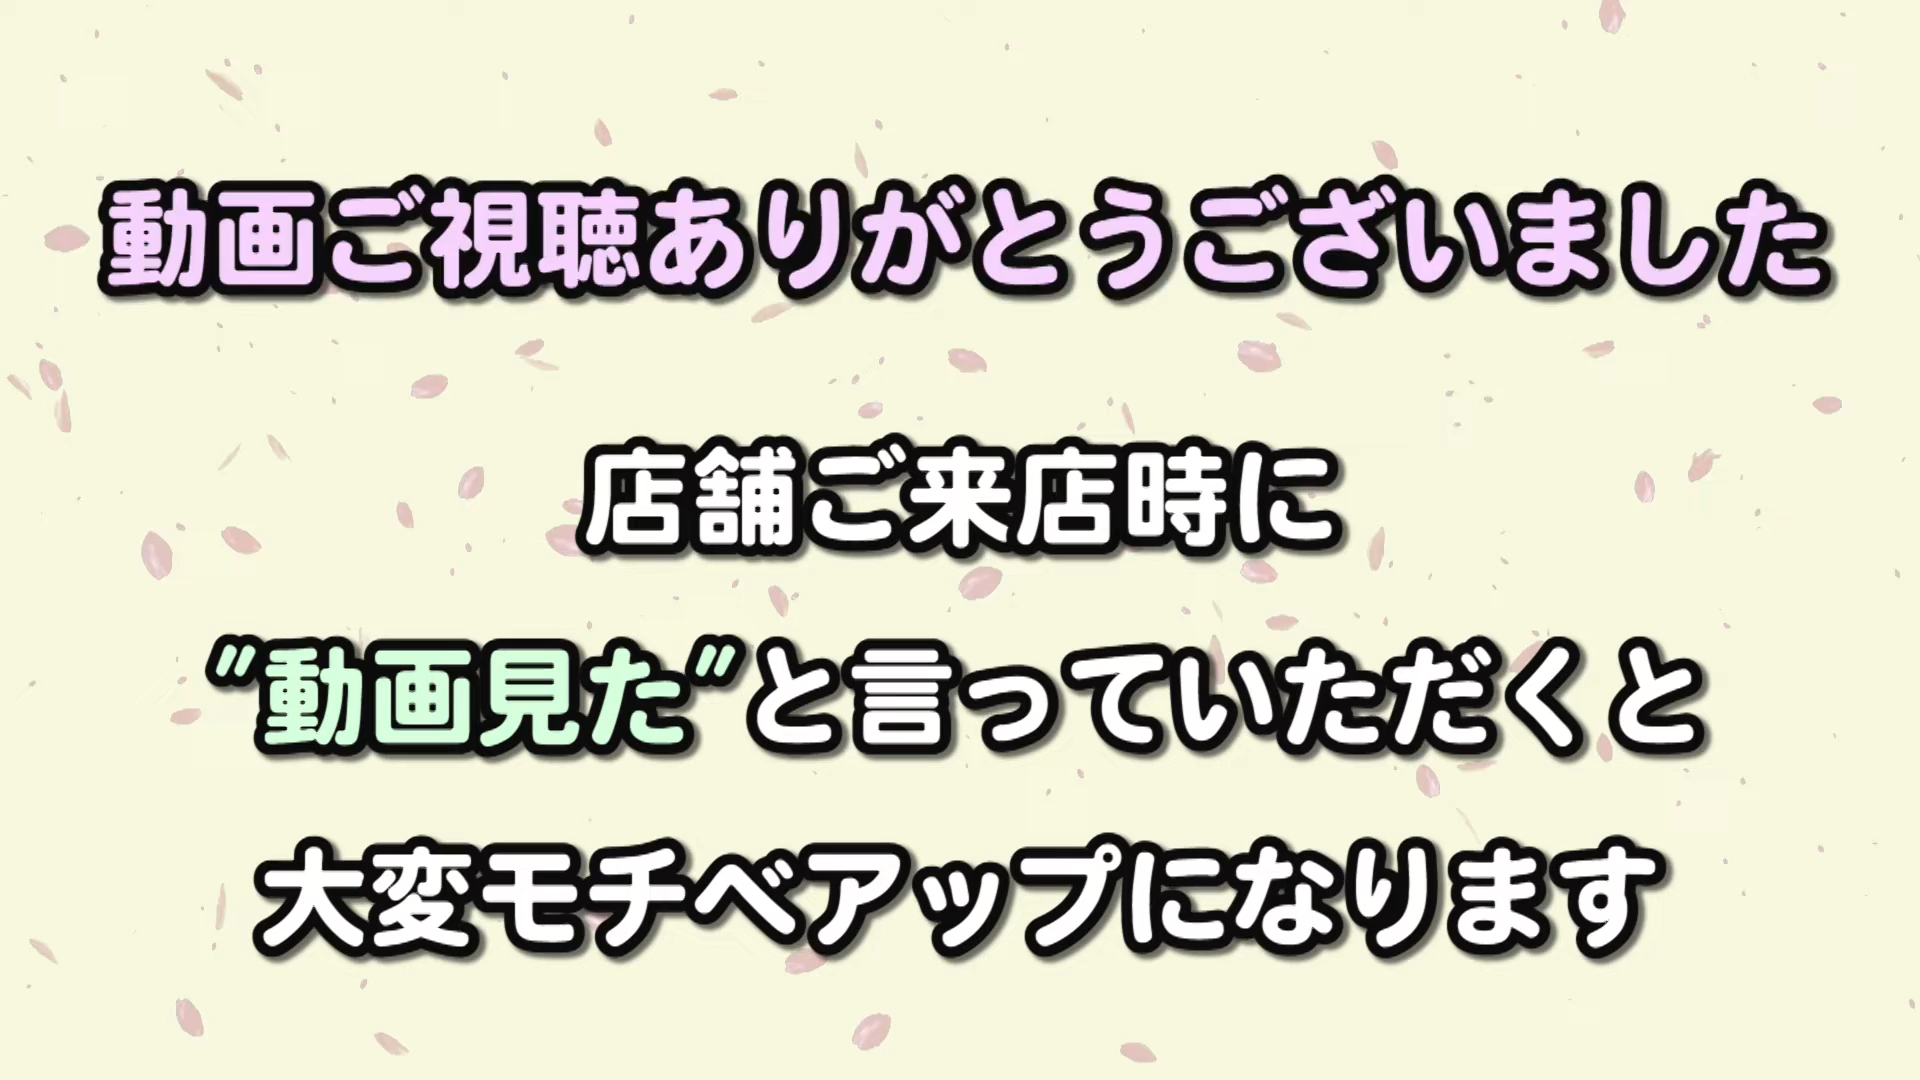 動画ご視聴ありがとうございました
店舗ご来店時に
"動画見た"と言っていただくと
大変モチベアップになります